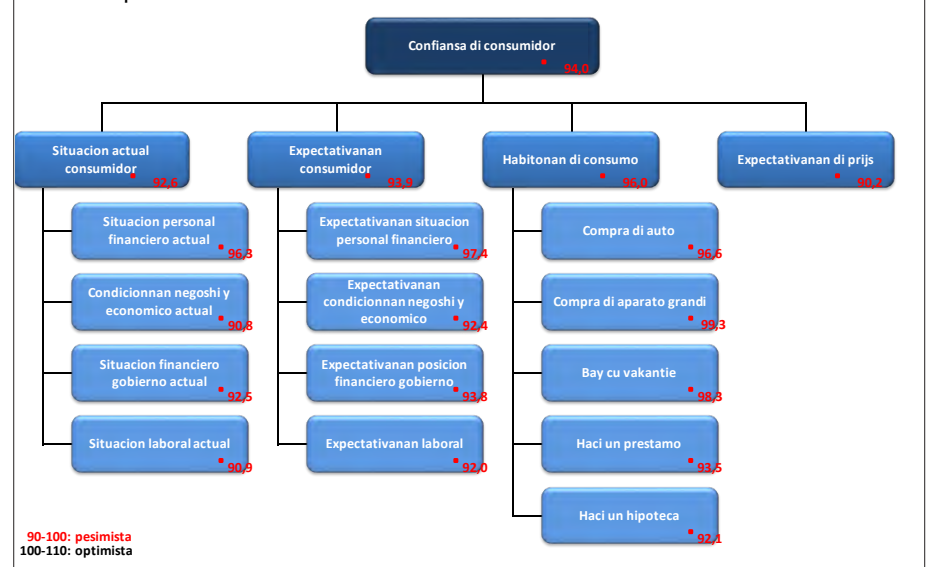 Confiansa di consumidor
94,0
Situacion actual
consumidor
92,6
Expectativanan
consumidor
93,9
Habitonan di consumo
96,0
Expectativanan di prijs
90,2
Situacion personal
financiero actual
96,3
Condicionnan negoshi y
economico actual
90,8
Situacion financiero
gobierno actual
92,5
Situacion laboral actual
90,9
Expectativanan situacion
personal financiero
97,4
Expectativanan
condicionnan negoshi y
economico
92,4
Expectativanan posicion
financiero gobierno
93,8
Expectativanan laboral
92,0
Compra di auto
96,6
Compra di aparato grandi
99,3
Bay cu vakantie
98,3
Haci un prestamo
93,5
Haci un hipoteca
92,1
90-100: pesimista
100-110: optimista